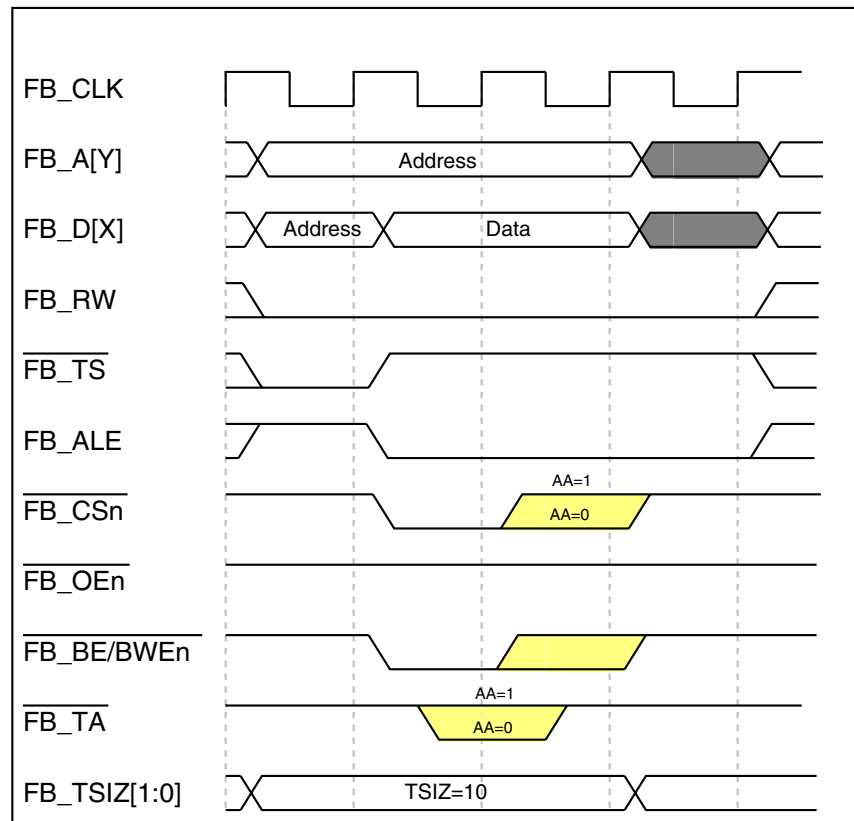 FB_CLK
FB_A[Y]
Address
FB_D[X]
Address
Data
FB_RW
FB_TS
FB_ALE
AA=1
FB_CSn
AA=0
FB_OEn
FB_BE/BWEn
AA=1
FB_TA
AA=0
FB_TSIZ[1:0]
TSIZ=10